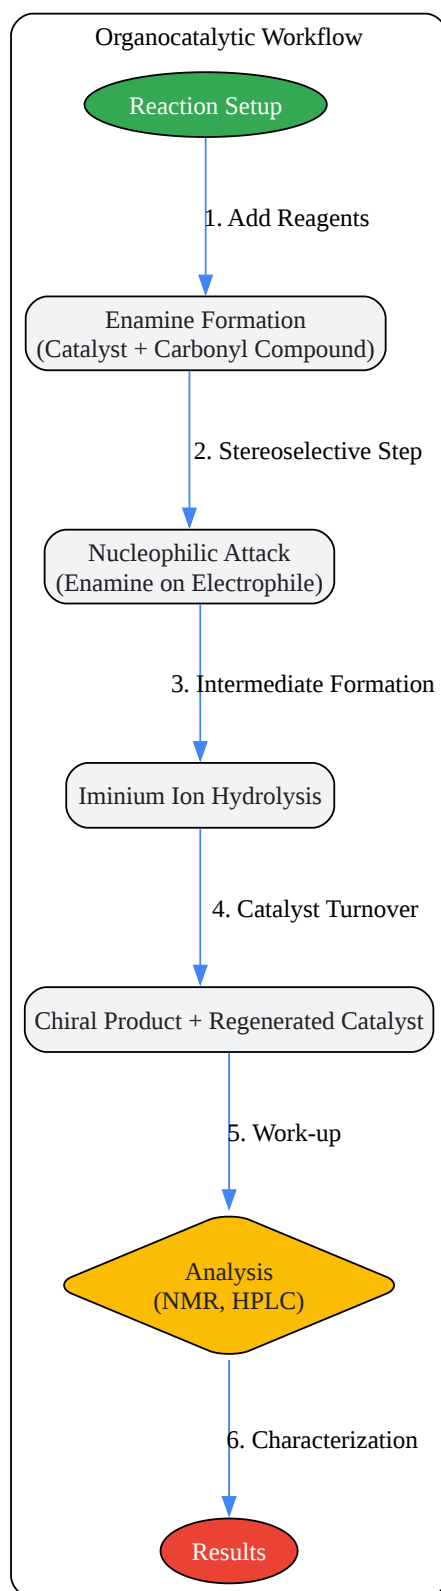 Organocatalytic Workflow
Reaction Setup
1. Add Reagents
Enamine Formation
(Catalyst + Carbonyl Compound)
2. Stereoselective Step
Nucleophilic Attack
(Enamine on Electrophile)
3. Intermediate Formation
Iminium Ion Hydrolysis
4. Catalyst Turnover
Chiral Product + Regenerated Catalyst
5. Work-up
Analysis
(NMR, HPLC)
6. Characterization
Results